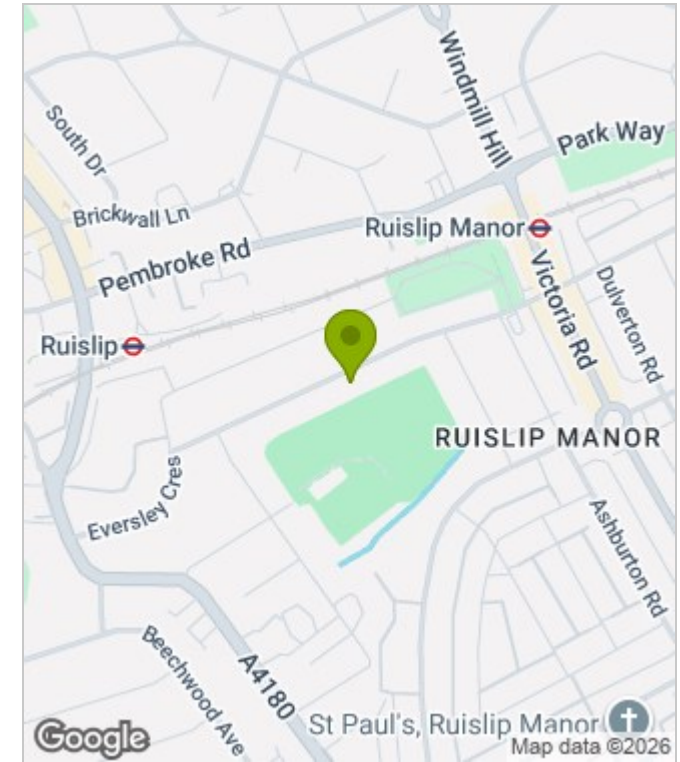 Windmill Hill
Park Way
South Dr
Brickwall Ln
Ruislip Manor
Pembroke Rd
Victoria Rd
Dulverton Rd
Ruislip
RUISLIP MANOR
Eversley Cres
Ashburton Rd
Beechwood Ave
A4180
St Paul's, Ruislip Manor
Google
Map data ©2026